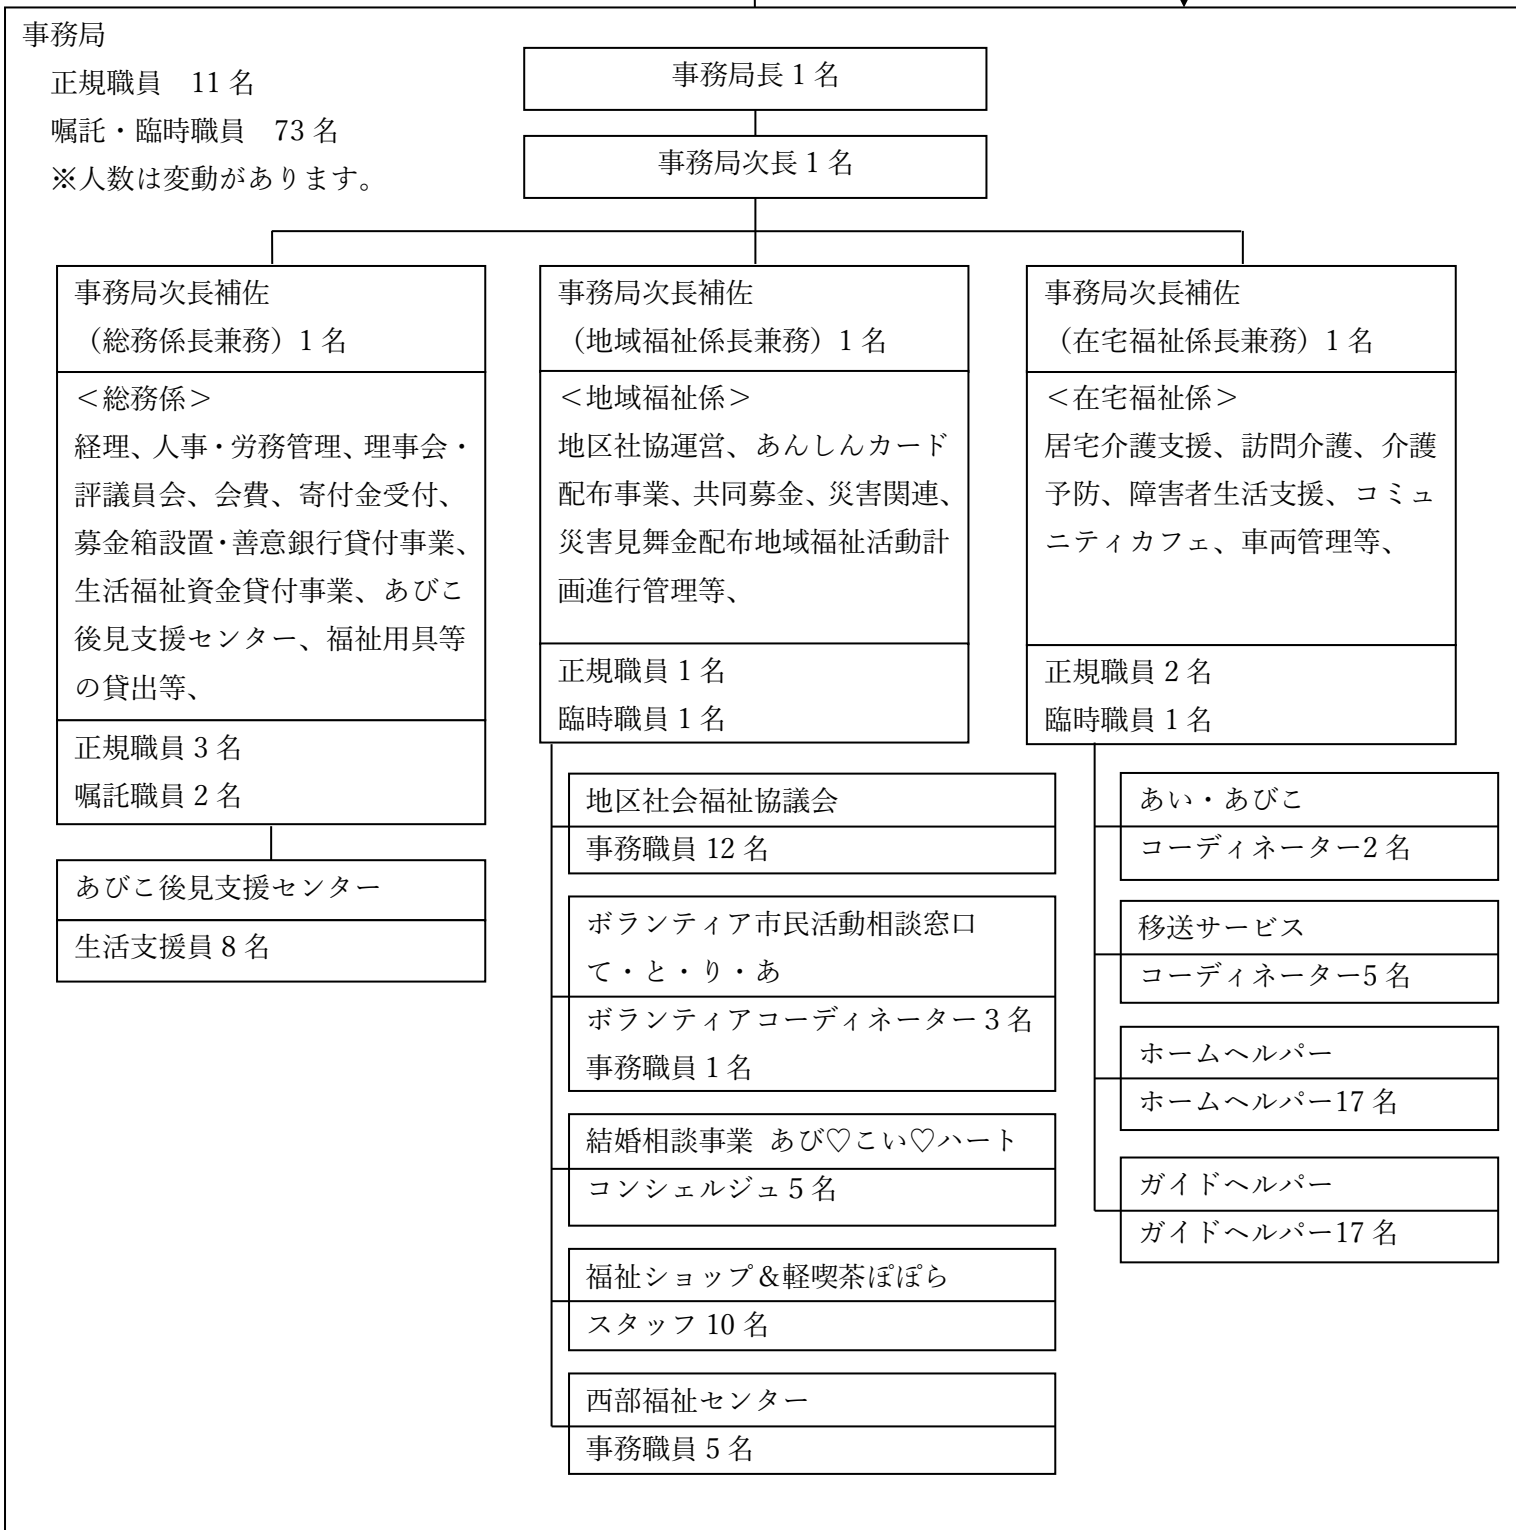 事務局
正規職員　11 名
嘱託・臨時職員　73 名
※人数は変動があります。
事務局長 1 名
事務局次長 1 名
事務局次長補佐
（総務係長兼務）1 名
＜総務係＞
経理、人事・労務管理、理事会・
評議員会、会費、寄付金受付、
募金箱設置・善意銀行貸付事業、
生活福祉資金貸付事業、あびこ
後見支援センター、福祉用具等
の貸出等、
正規職員 3 名
嘱託職員 2 名
あびこ後見支援センター
生活支援員 8 名
事務局次長補佐
（地域福祉係長兼務）1 名
＜地域福祉係＞
地区社協運営、あんしんカード
配布事業、共同募金、災害関連、
災害見舞金配布地域福祉活動計
画進行管理等、
正規職員 1 名
臨時職員 1 名
地区社会福祉協議会
事務職員 12 名
ボランティア市民活動相談窓口
て・と・り・あ
ボランティアコーディネーター 3 名
事務職員 1 名
結婚相談事業 あび♡こい♡ハート
コンシェルジュ 5 名
福祉ショップ＆軽喫茶ぽぽら
スタッフ 10 名
西部福祉センター
事務職員 5 名
事務局次長補佐
（在宅福祉係長兼務）1 名
＜在宅福祉係＞
居宅介護支援、訪問介護、介護
予防、障害者生活支援、コミュ
ニティカフェ、車両管理等、
正規職員 2 名
臨時職員 1 名
あい・あびこ
コーディネーター2 名
移送サービス
コーディネーター5 名
ホームヘルパー
ホームヘルパー17 名
ガイドヘルパー
ガイドヘルパー17 名